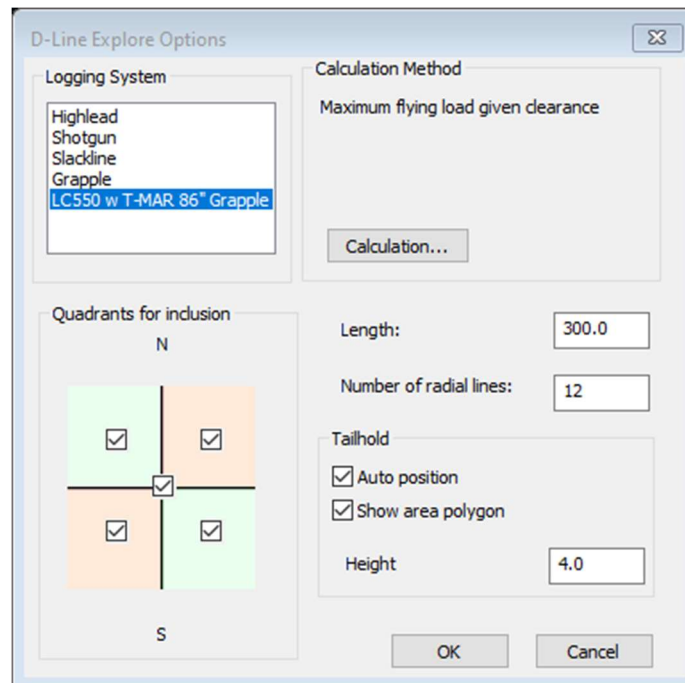 D-Line Explore Options
Logging System
Highlead
Shotgun
Slackline
Grapple
LC550 w T-MAR 86" Grapple
Calculation Method
Maximum flying load given clearance
Calculation...
Quadrants for inclusion
N
S
Length:
300.0
Number of radial lines:
12
Tailhold
Auto position
Show area polygon
Height
4.0
OK
Cancel